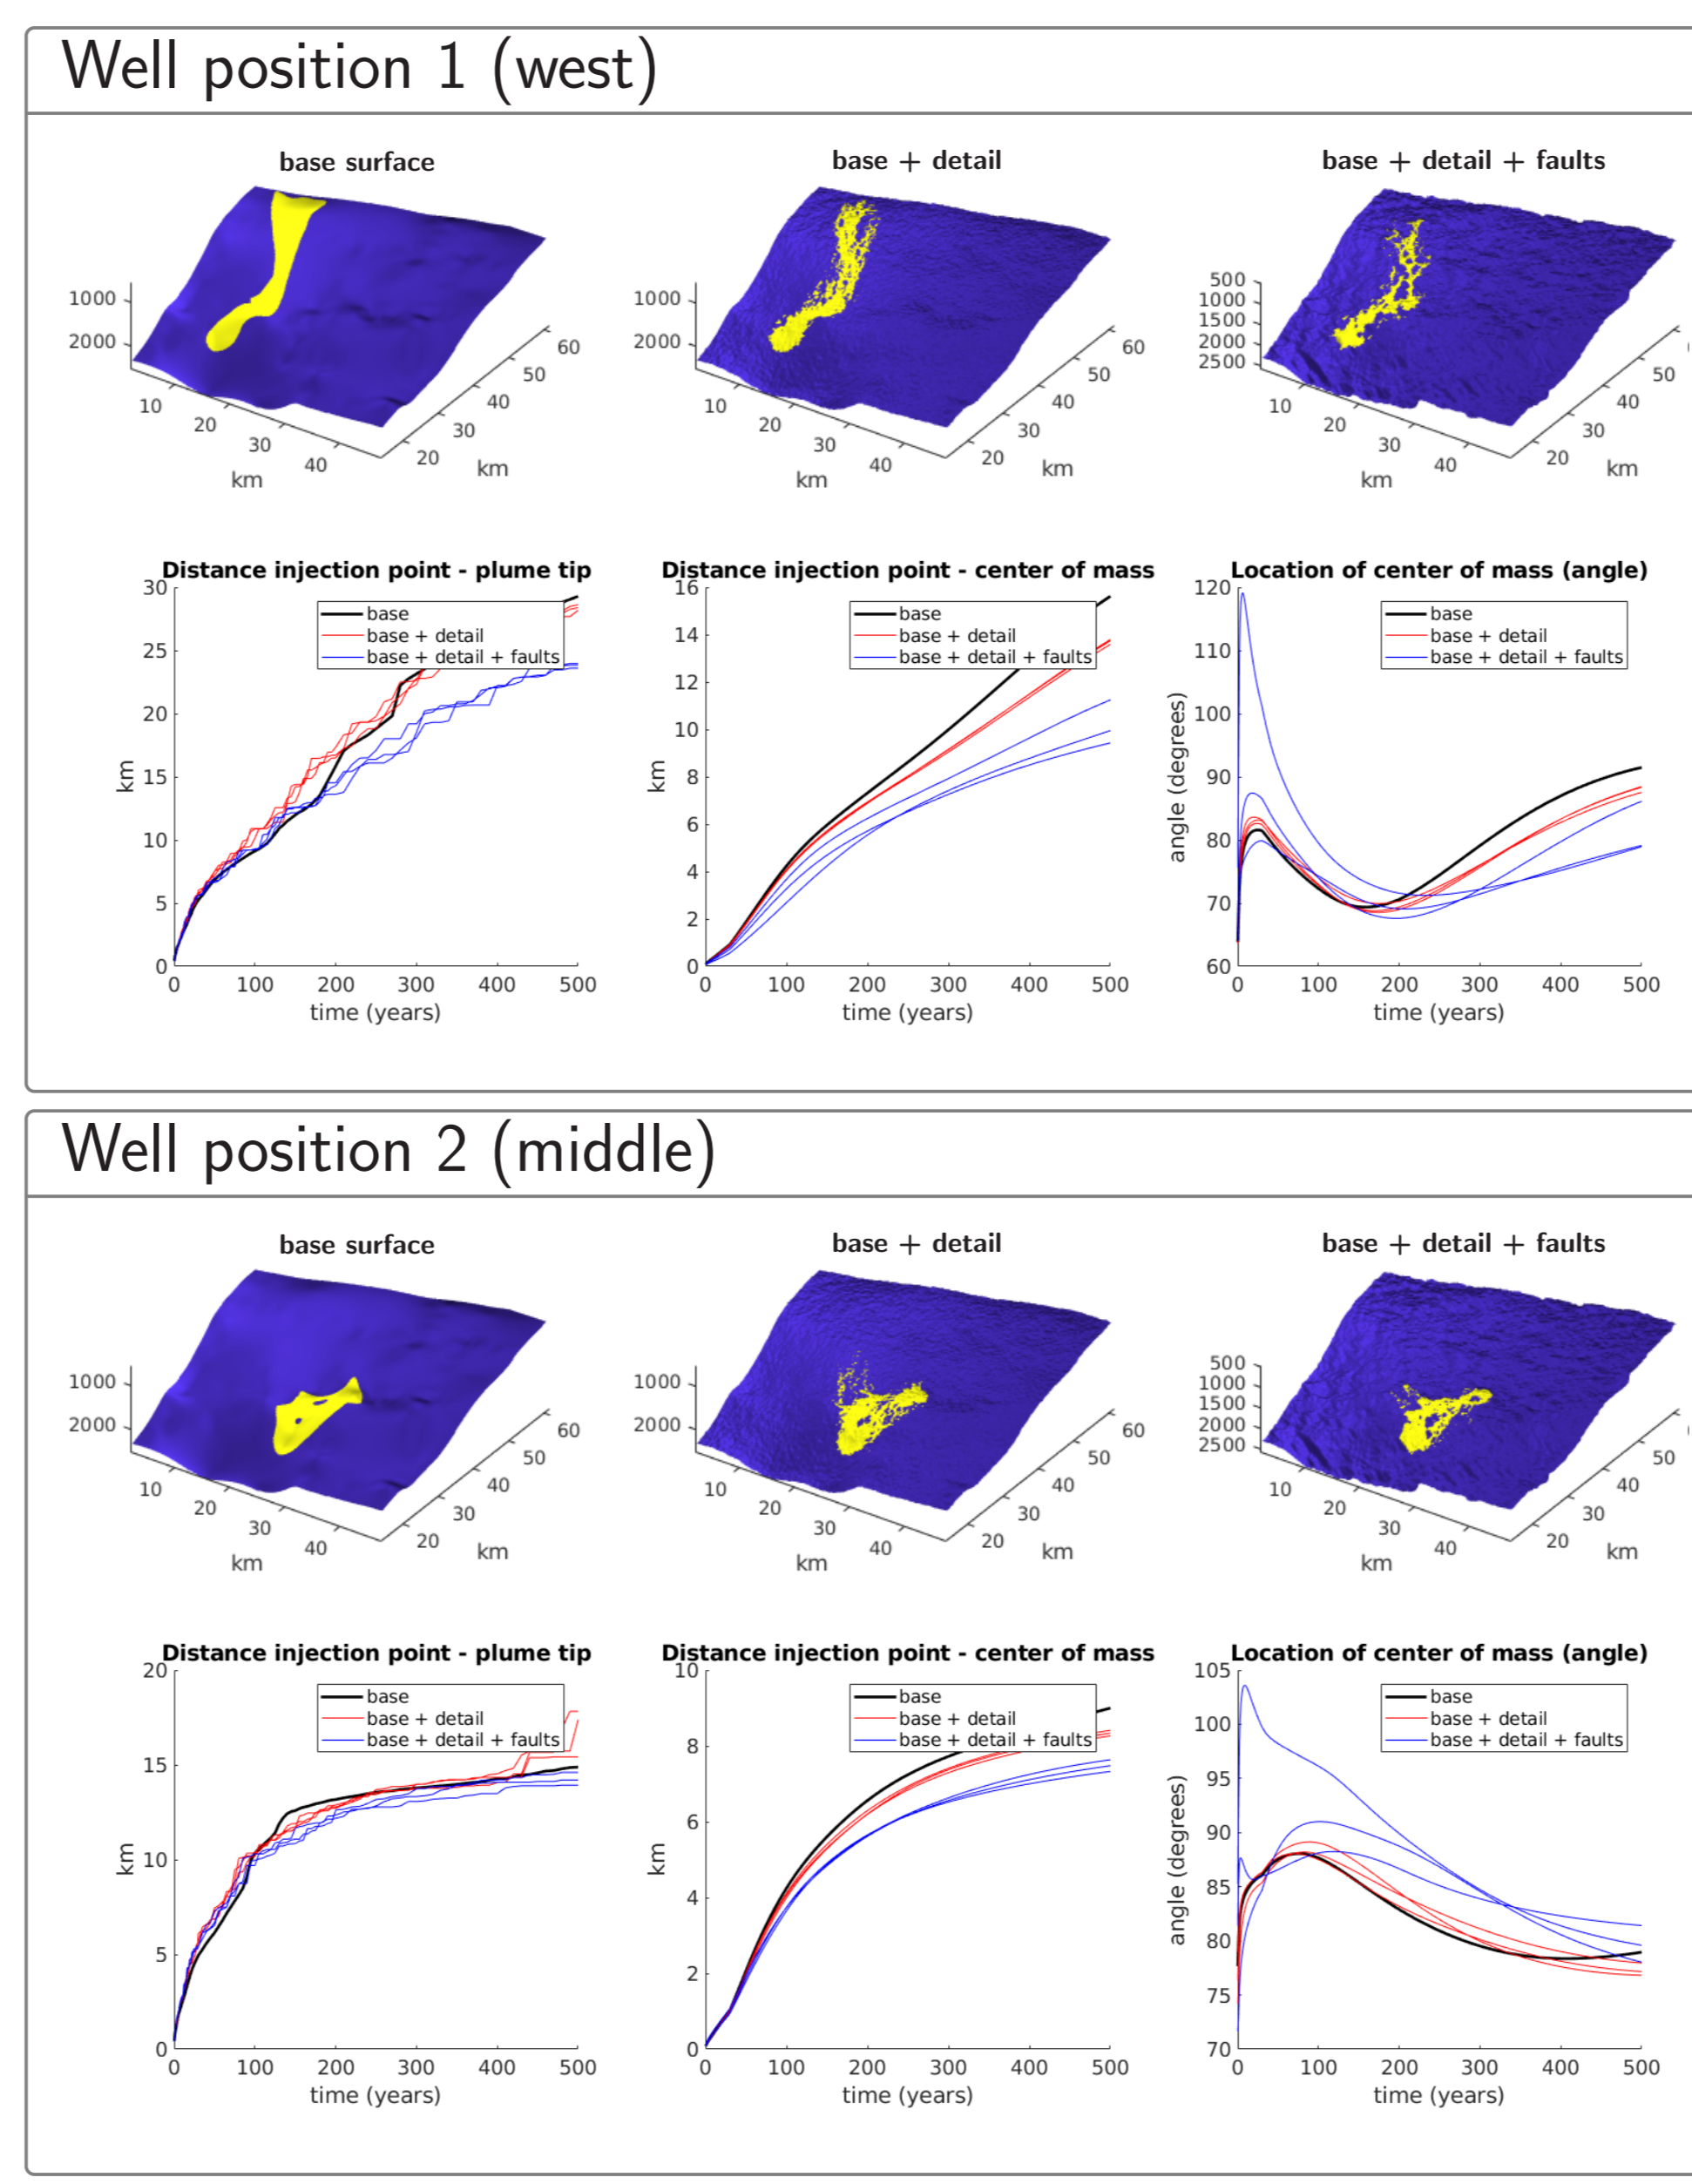 Well position 1 (west)
base surface
base + detail
base + detail + faults
1000
2000
10
20
30
40
km
20
30
40
50
60
km
1000
2000
10
20
30
40
km
20
30
40
50
60
km
500
1000
1500
2000
2500
10
20
30
40
km
20
30
40
50
km
Distance injection point - plume tip
30
25
20
15
10
5
0
km
base
base + detail
base + detail + faults
0 100 200 300 400 500
time (years)
Distance injection point - center of mass
16
14
12
10
8
6
4
2
0
km
base
base + detail
base + detail + faults
0 100 200 300 400 500
time (years)
Location of center of mass (angle)
120
110
100
90
80
70
60
angle (degrees)
base
base + detail
base + detail + faults
0 100 200 300 400 500
time (years)
Well position 2 (middle)
base surface
base + detail
base + detail + faults
1000
2000
10
20
30
40
km
20
30
40
50
60
km
1000
2000
10
20
30
40
km
20
30
40
50
60
km
500
1000
1500
2000
2500
10
20
30
40
km
20
30
40
50
km
Distance injection point - plume tip
20
15
10
5
0
km
base
base + detail
base + detail + faults
0 100 200 300 400 500
time (years)
Distance injection point - center of mass
10
8
6
4
2
0
km
base
base + detail
base + detail + faults
0 100 200 300 400 500
time (years)
Location of center of mass (angle)
105
100
95
90
85
80
75
70
angle (degrees)
base
base + detail
base + detail + faults
0 100 200 300 400 500
time (years)